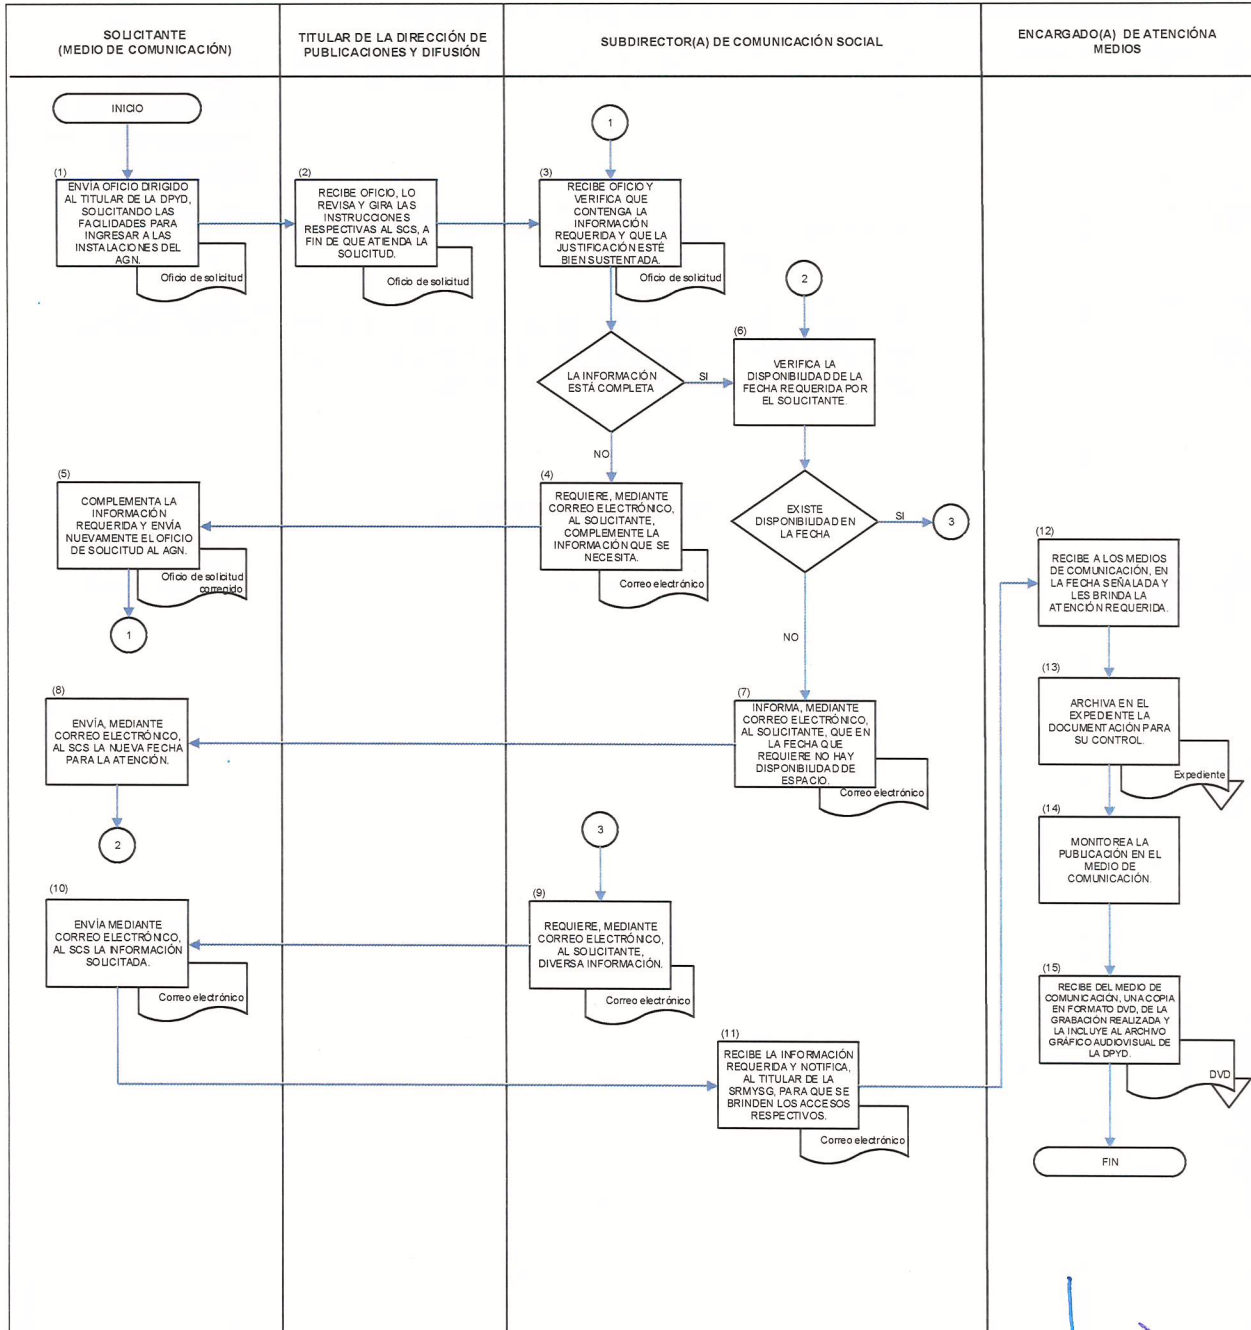 SOLICITANTE
(MEDIO DE COMUNICACIÓN)
TITULAR DE LA DIRECCIÓN DE
PUBLICACIONES Y DIFUSIÓN
SUBDIRECTOR(A) DE COMUNICACIÓN SOCIAL
ENCARGADO(A) DE ATENCIÓNA
MEDIOS
INICIO
1
(1)
ENVÍA OFICIO DIRIGIDO
AL TITULAR DE LA DPYD,
SOLICITANDO LAS
FACILIDADES PARA
INGRESAR A LAS
INSTALACIONES DEL
AGN.
Oficio de solicitud
(2)
RECIBE OFICIO, LO
REVISA Y GIRA LAS
INSTRUCCIONES
RESPECTIVAS AL SCS, A
FIN DE QUE ATIENDA LA
SOLICITUD.
Oficio de solicitud
(3)
RECIBE OFICIO Y
VERIFICA QUE
CONTENGA LA
INFORMACIÓN
REQUERIDA Y QUE LA
JUSTIFICACIÓN ESTÉ
BIEN SUSTENTADA.
Oficio de solicitud
2
LA INFORMACIÓN
ESTÁ COMPLETA
SI
NO
(6)
VERIFICA LA
DISPONIBILIDAD DE LA
FECHA REQUERIDA POR
EL SOLICITANTE.
(4)
REQUIERE, MEDIANTE
CORREO ELECTRÓNICO,
AL SOLICITANTE,
COMPLEMENTE LA
INFORMACIÓN QUE SE
NECESITA.
Correo electrónico
(5)
COMPLEMENTA LA
INFORMACIÓN
REQUERIDA Y ENVÍA
NUEVAMENTE EL OFICIO
DE SOLICITUD AL AGN.
Oficio de solicitud
corregido
1
EXISTE
DISPONIBILIDAD EN
LA FECHA
SI
3
NO
(7)
INFORMA, MEDIANTE
CORREO ELECTRÓNICO,
AL SOLICITANTE, QUE EN
LA FECHA QUE
REQUIERE NO HAY
DISPONIBILIDAD DE
ESPACIO.
Correo electrónico
(8)
ENVÍA, MEDIANTE
CORREO ELECTRÓNICO,
AL SCS LA NUEVA FECHA
PARA LA ATENCIÓN.
2
3
(9)
REQUIERE, MEDIANTE
CORREO ELECTRÓNICO,
AL SOLICITANTE,
DIVERSA INFORMACIÓN.
Correo electrónico
(10)
ENVÍA MEDIANTE
CORREO ELECTRÓNICO,
AL SCS LA INFORMACIÓN
SOLICITADA.
Correo electrónico
(11)
RECIBE LA INFORMACIÓN
REQUERIDA Y NOTIFICA,
AL TITULAR DE LA
SRMYSG, PARA QUE SE
BRINDEN LOS ACCESOS
RESPECTIVOS.
Correo electrónico
(12)
RECIBE A LOS MEDIOS
DE COMUNICACIÓN, EN
LA FECHA SEÑALADA Y
LES BRINDA LA
ATENCIÓN REQUERIDA.
(13)
ARCHIVA EN EL
EXPEDIENTE LA
DOCUMENTACIÓN PARA
SU CONTROL.
Expediente
(14)
MONITOREA LA
PUBLICACIÓN EN EL
MEDIO DE
COMUNICACIÓN.
(15)
RECIBE DEL MEDIO DE
COMUNICACIÓN, UNA COPIA
EN FORMATO DVD, DE LA
GRABACIÓN REALIZADA Y
LA INCLUYE AL ARCHIVO
GRÁFICO AUDIOVISUAL DE
LA DPYD.
DVD
FIN